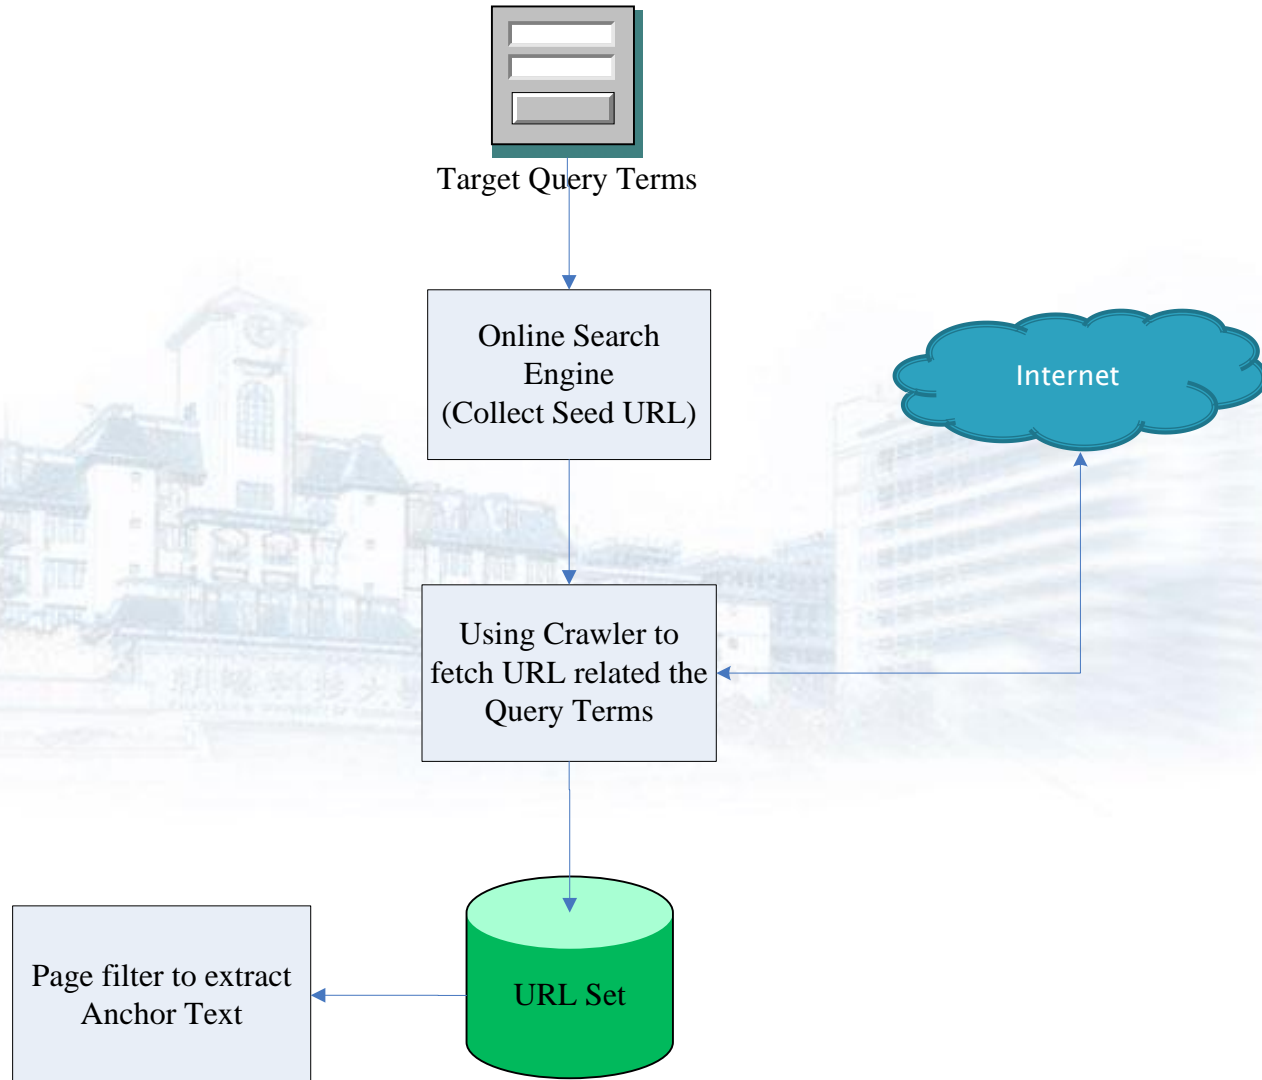 Target Query Terms
Online Search
Engine
(Collect Seed URL)
Internet
Using Crawler to
fetch URL related the
Query Terms
URL Set
Page filter to extract
Anchor Text